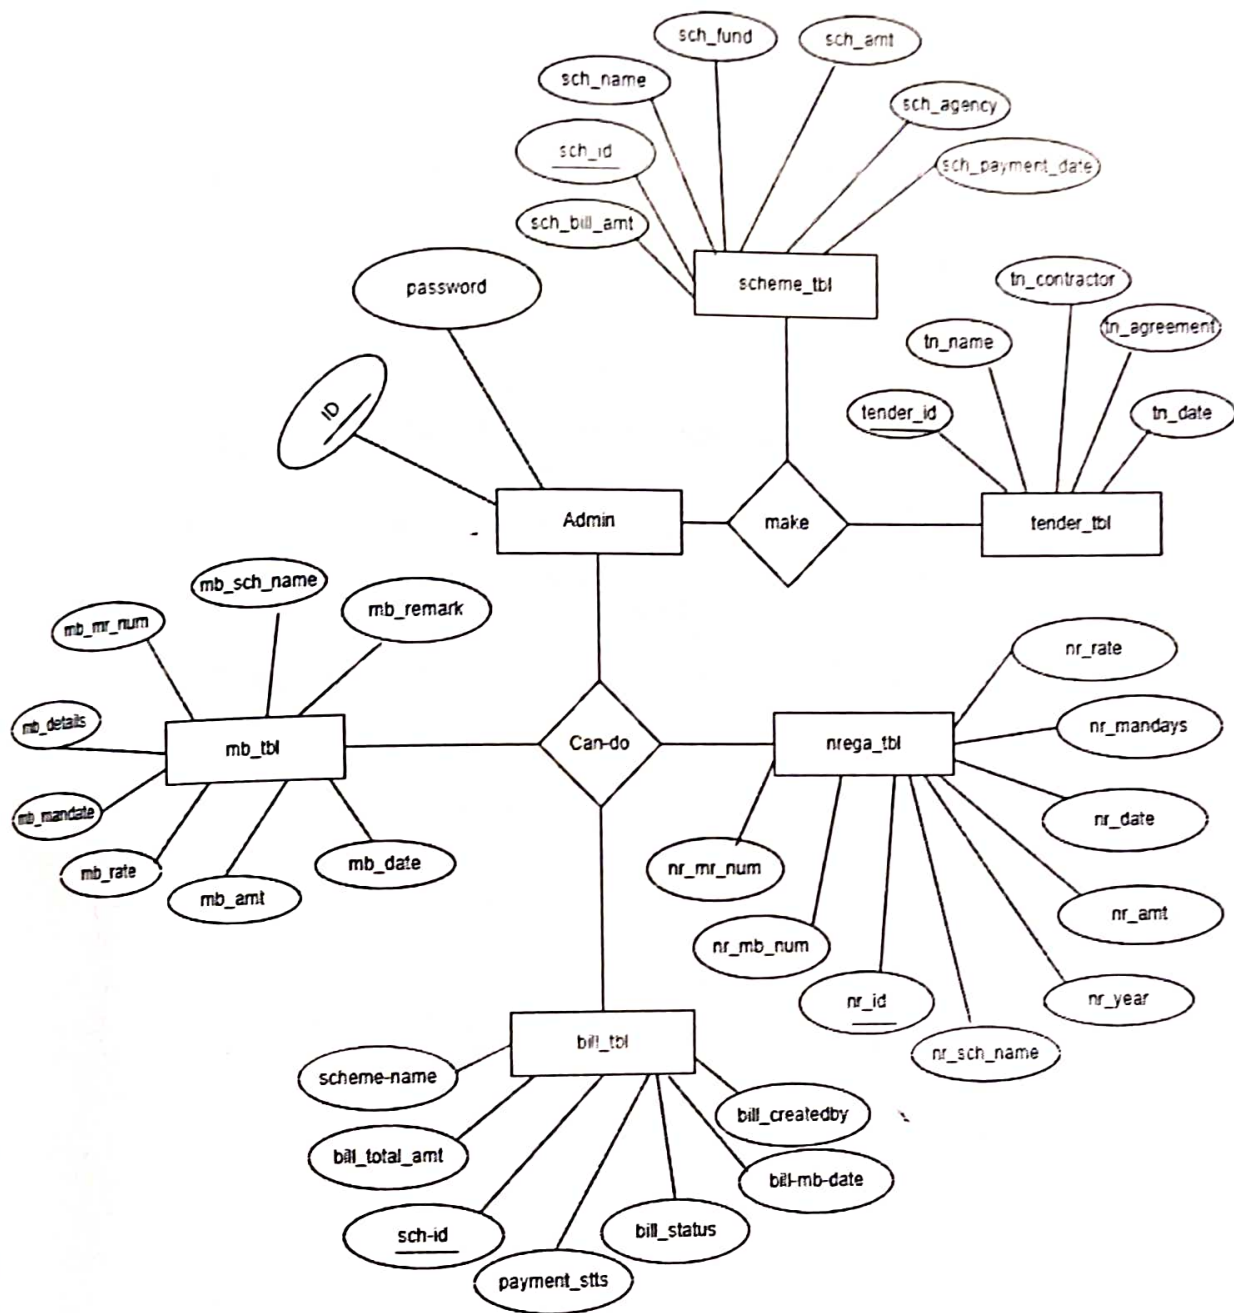 sch_fund
sch_amt
sch_name
sch_agency
sch_id
sch_payment_date
sch_bill_amt
scheme_tbl
password
tn_contractor
tn_name
tn_agreement
ID
tender_id
tn_date
Admin
make
tender_tbl
mb_sch_name
mb_remark
mb_mr_num
nr_rate
mb_details
mb_tbl
Can-do
nrega_tbl
nr_mandays
mb_mandate
nr_date
mb_rate
mb_amt
mb_date
nr_mr_num
nr_amt
nr_mb_num
nr_id
nr_year
nr_sch_name
bill_tbl
scheme-name
bill_createdby
bill_total_amt
bill-mb-date
sch-id
bill_status
payment_stts